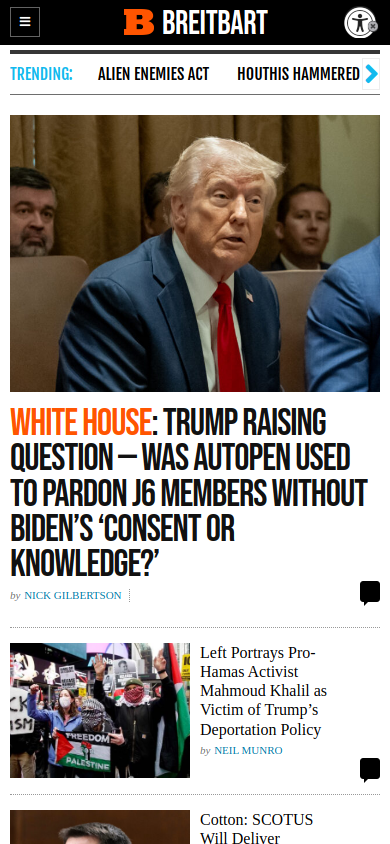 BREITBART
TRENDING: ALIEN ENEMIES ACT HOUTHIS HAMMERED
WHITE HOUSE: TRUMP RAISING
QUESTION — WAS AUTOPEN USED
TO PARDON J6 MEMBERS WITHOUT
BIDEN’S ‘CONSENT OR
KNOWLEDGE?’
by NICK GILBERTSON
FREE
PALESTINE
Left Portrays Pro-
Hamas Activist
Mahmoud Khalil as
Victim of Trump’s
Deportation Policy
by NEIL MUNRO
Cotton: SCOTUS
Will Deliver